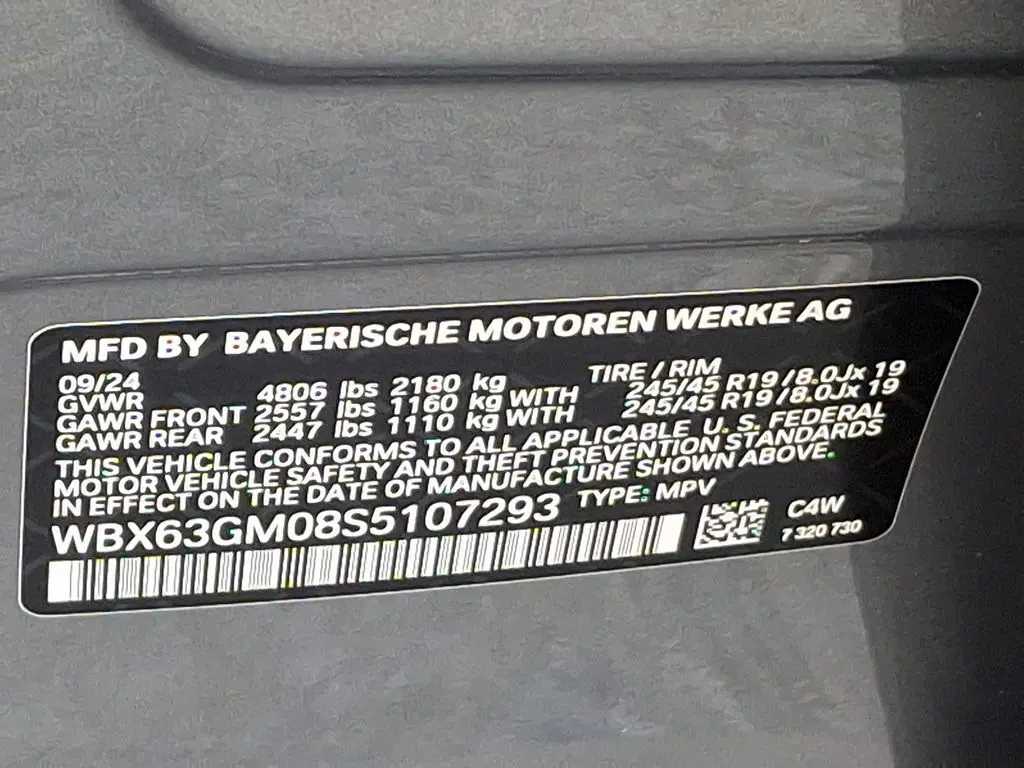 MFD BY BAYERISCHE MOTOREN WERKE AG
09/24 TIRE / RIM
GVWR 4806 lbs 2180 kg
GAWR FRONT 2557 lbs 1160 kg WITH 245/45 R19 / 8.0Jx 19
GAWR REAR 2447 lbs 1110 kg WITH 245/45 R19 / 8.0Jx 19
THIS VEHICLE CONFORMS TO ALL APPLICABLE U. S. FEDERAL
MOTOR VEHICLE SAFETY AND THEFT PREVENTION STANDARDS
IN EFFECT ON THE DATE OF MANUFACTURE SHOWN ABOVE.
WBX63GM08S5107293 TYPE: MPV
C4W
7 320 730